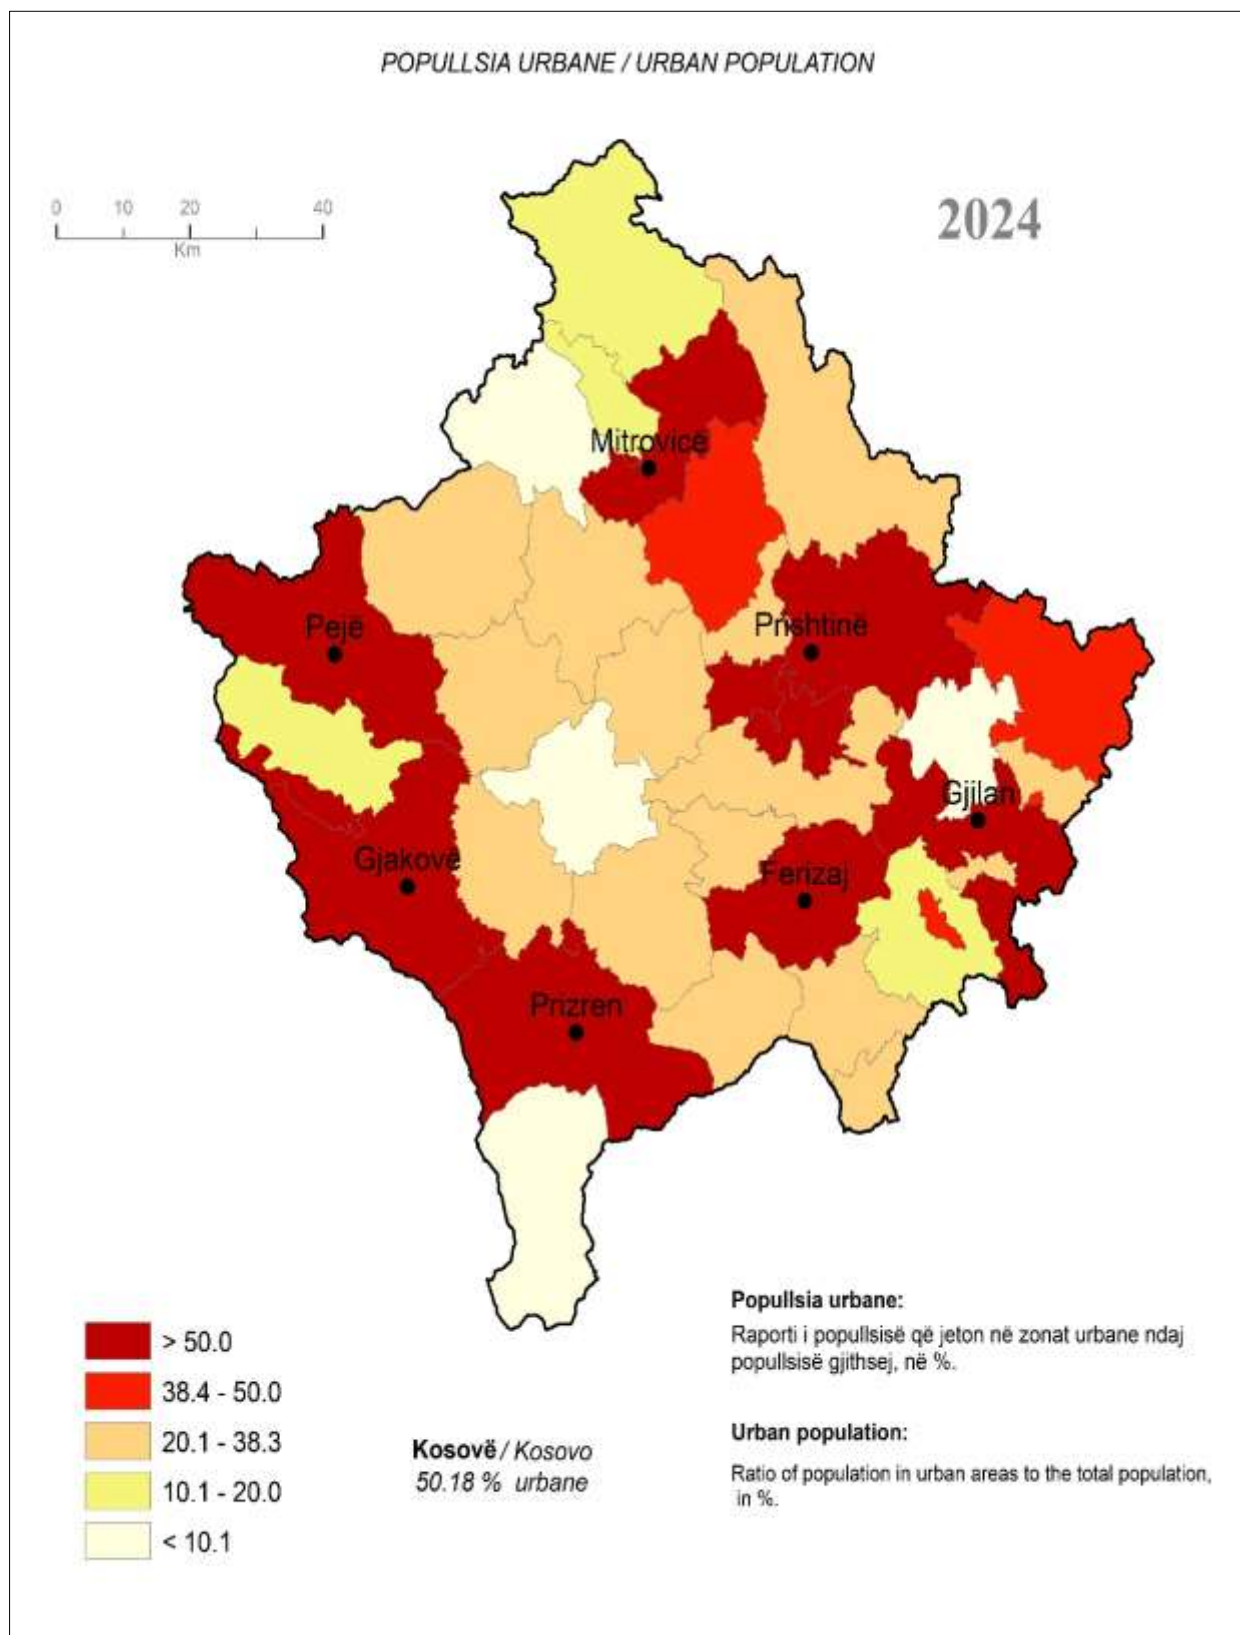 POPULLSIA URBANE / URBAN POPULATION
0 10 20 40
Km
2024
Mitrovicë
Pejë
Prishtinë
Gjilan
Gjakovë
Ferizaj
Prizren
> 50.0
38.4 - 50.0
20.1 - 38.3
10.1 - 20.0
< 10.1
Kosovë / Kosovo
50.18 % urbane
Popullsia urbane:
Raporti i popullsisë që jeton në zonat urbane ndaj
popullsisë gjithsej, në %.
Urban population:
Ratio of population in urban areas to the total population,
in %.